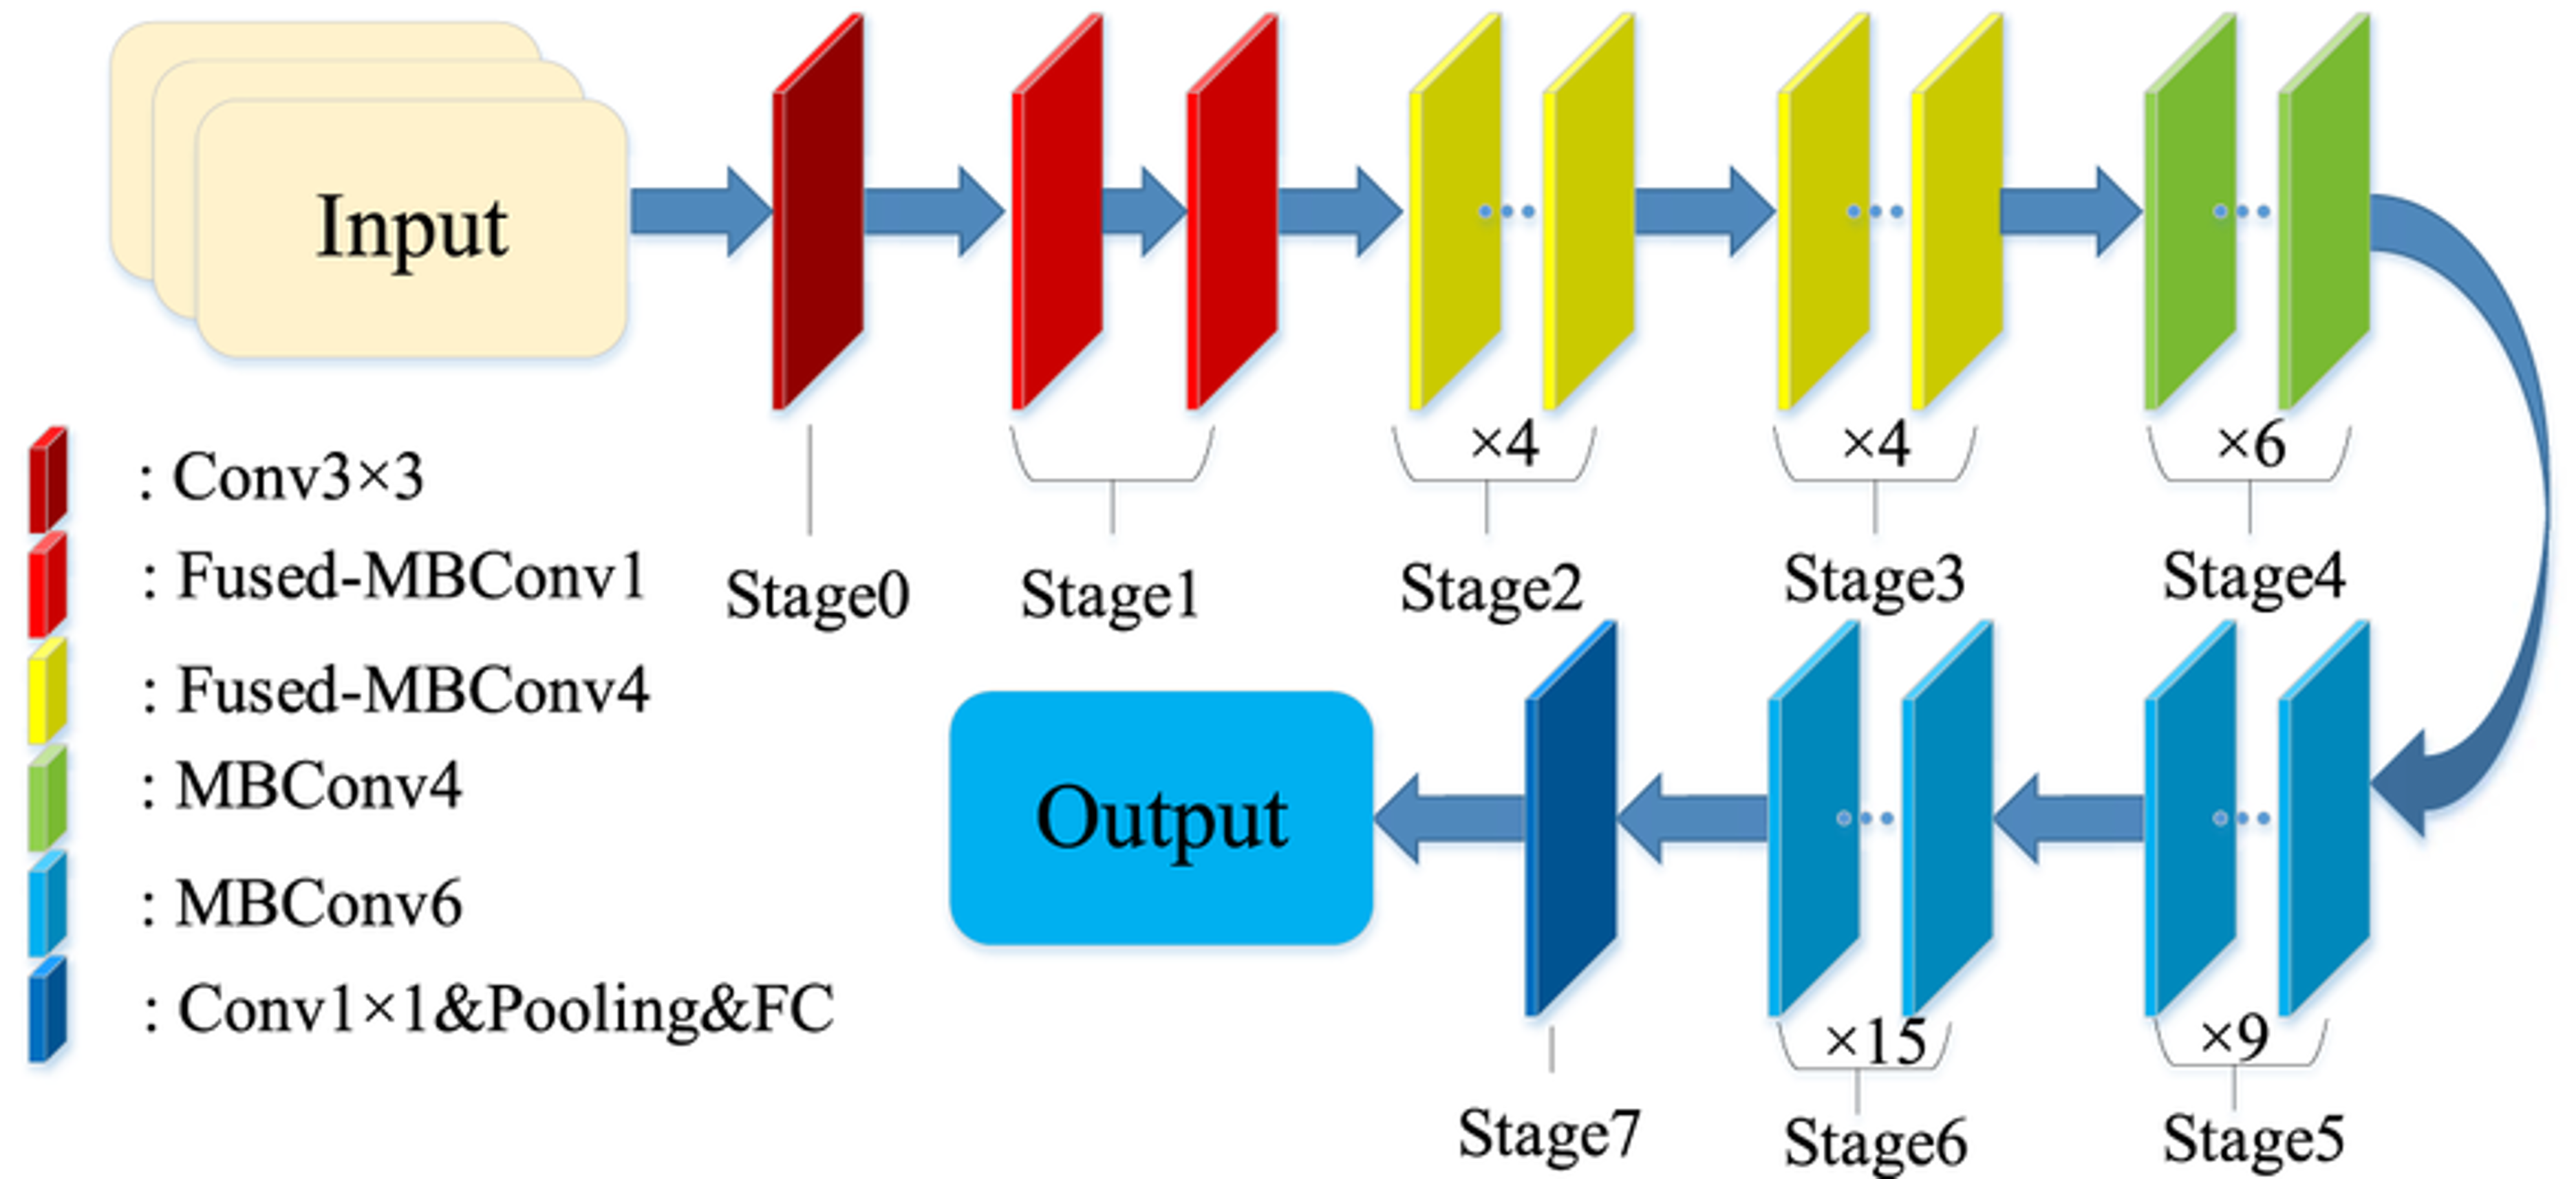 Input
×4
×4
×6
Stage0
Stage1
Stage2
Stage3
Stage4
: Conv3×3
: Fused-MBConv1
: Fused-MBConv4
: MBConv4
: MBConv6
: Conv1×1&Pooling&FC
Output
×15
×9
Stage7
Stage6
Stage5